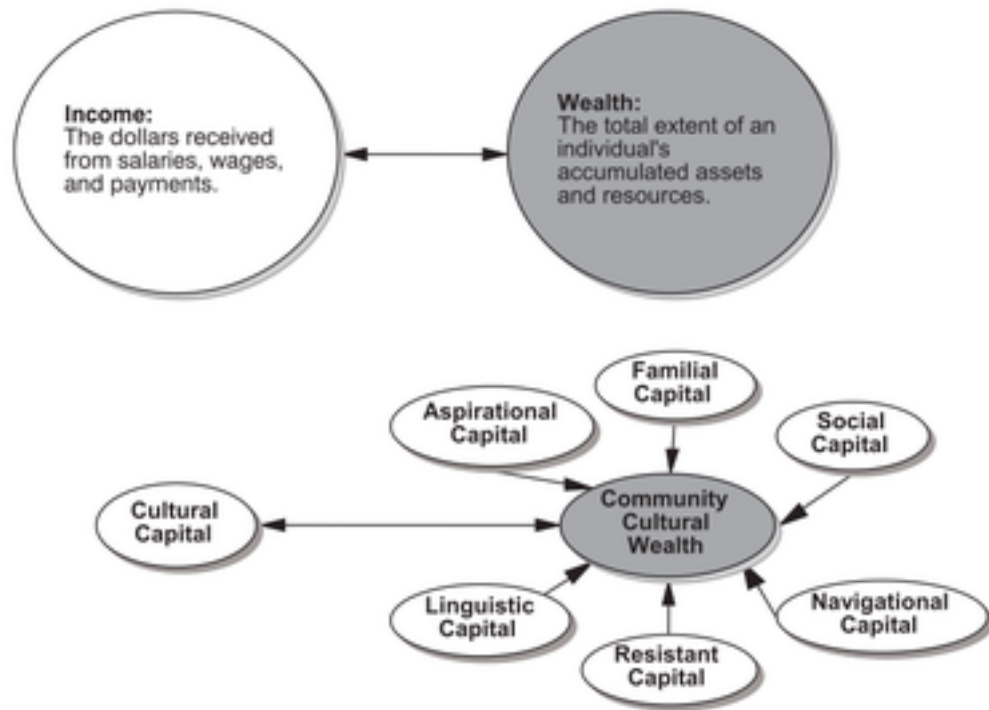 Income:
The dollars received
from salaries, wages,
and payments.
Wealth:
The total extent of an
individual's
accumulated assets
and resources.
Familial
Capital
Aspirational
Capital
Social
Capital
Cultural
Capital
Community
Cultural
Wealth
Linguistic
Capital
Navigational
Capital
Resistant
Capital